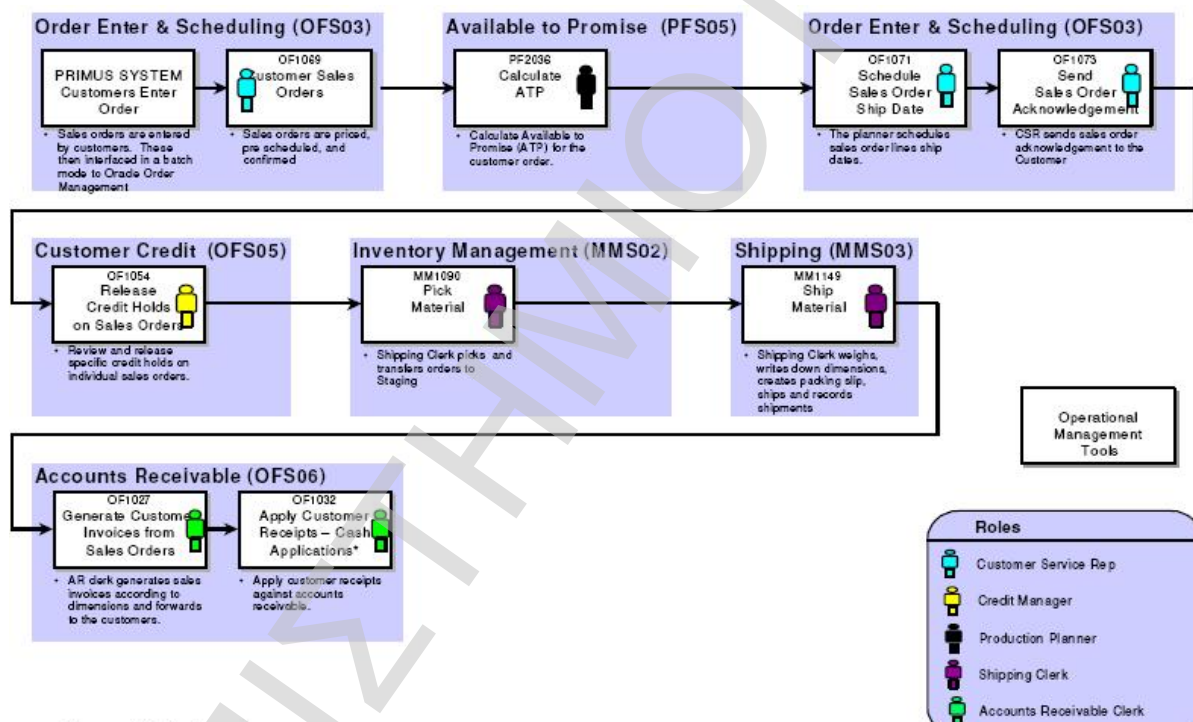 Order Enter & Scheduling (OFS03)
PRIMUS SYSTEM
Customers Enter
Order
• Sales orders are entered
by customers. These
then interfaced in a batch
mode to Oracle Order
Management
OF1069
Customer Sales
Orders
• Sales orders are priced,
pre scheduled, and
confirmed
Available to Promise (PFS05)
PF2036
Calculate
ATP
• Calculate Available to
Promise (ATP) for the
customer order.
Order Enter & Scheduling (OFS03)
OF1071
Schedule
Sales Order
Ship Date
• The planner schedules
sales order lines ship
dates.
OF1073
Send
Sales Order
Acknowledgement
• CSR sends sales order
acknowledgement to the
Customer
Customer Credit (OFS05)
OF1054
Release
Credit Holds
on Sales Orders
• Review and release
specific credit holds on
individual sales orders.
Inventory Management (MMS02)
MM1090
Pick
Material
• Shipping Clerk picks and
transfers orders to
Staging
Shipping (MMS03)
MM1149
Ship
Material
• Shipping Clerk weighs,
writes down dimensions,
creates packing slip,
ships and records
shipments
Operational
Management
Tools
Accounts Receivable (OFS06)
OF1027
Generate Customer
Invoices from
Sales Orders
• AR clerk generates sales
invoices according to
dimensions and forwards
to the customers.
OF1032
Apply Customer
Receipts – Cash
Applications*
• Apply customer receipts
against accounts
receivable.
Roles
Customer Service Rep
Credit Manager
Production Planner
Shipping Clerk
Accounts Receivable Clerk